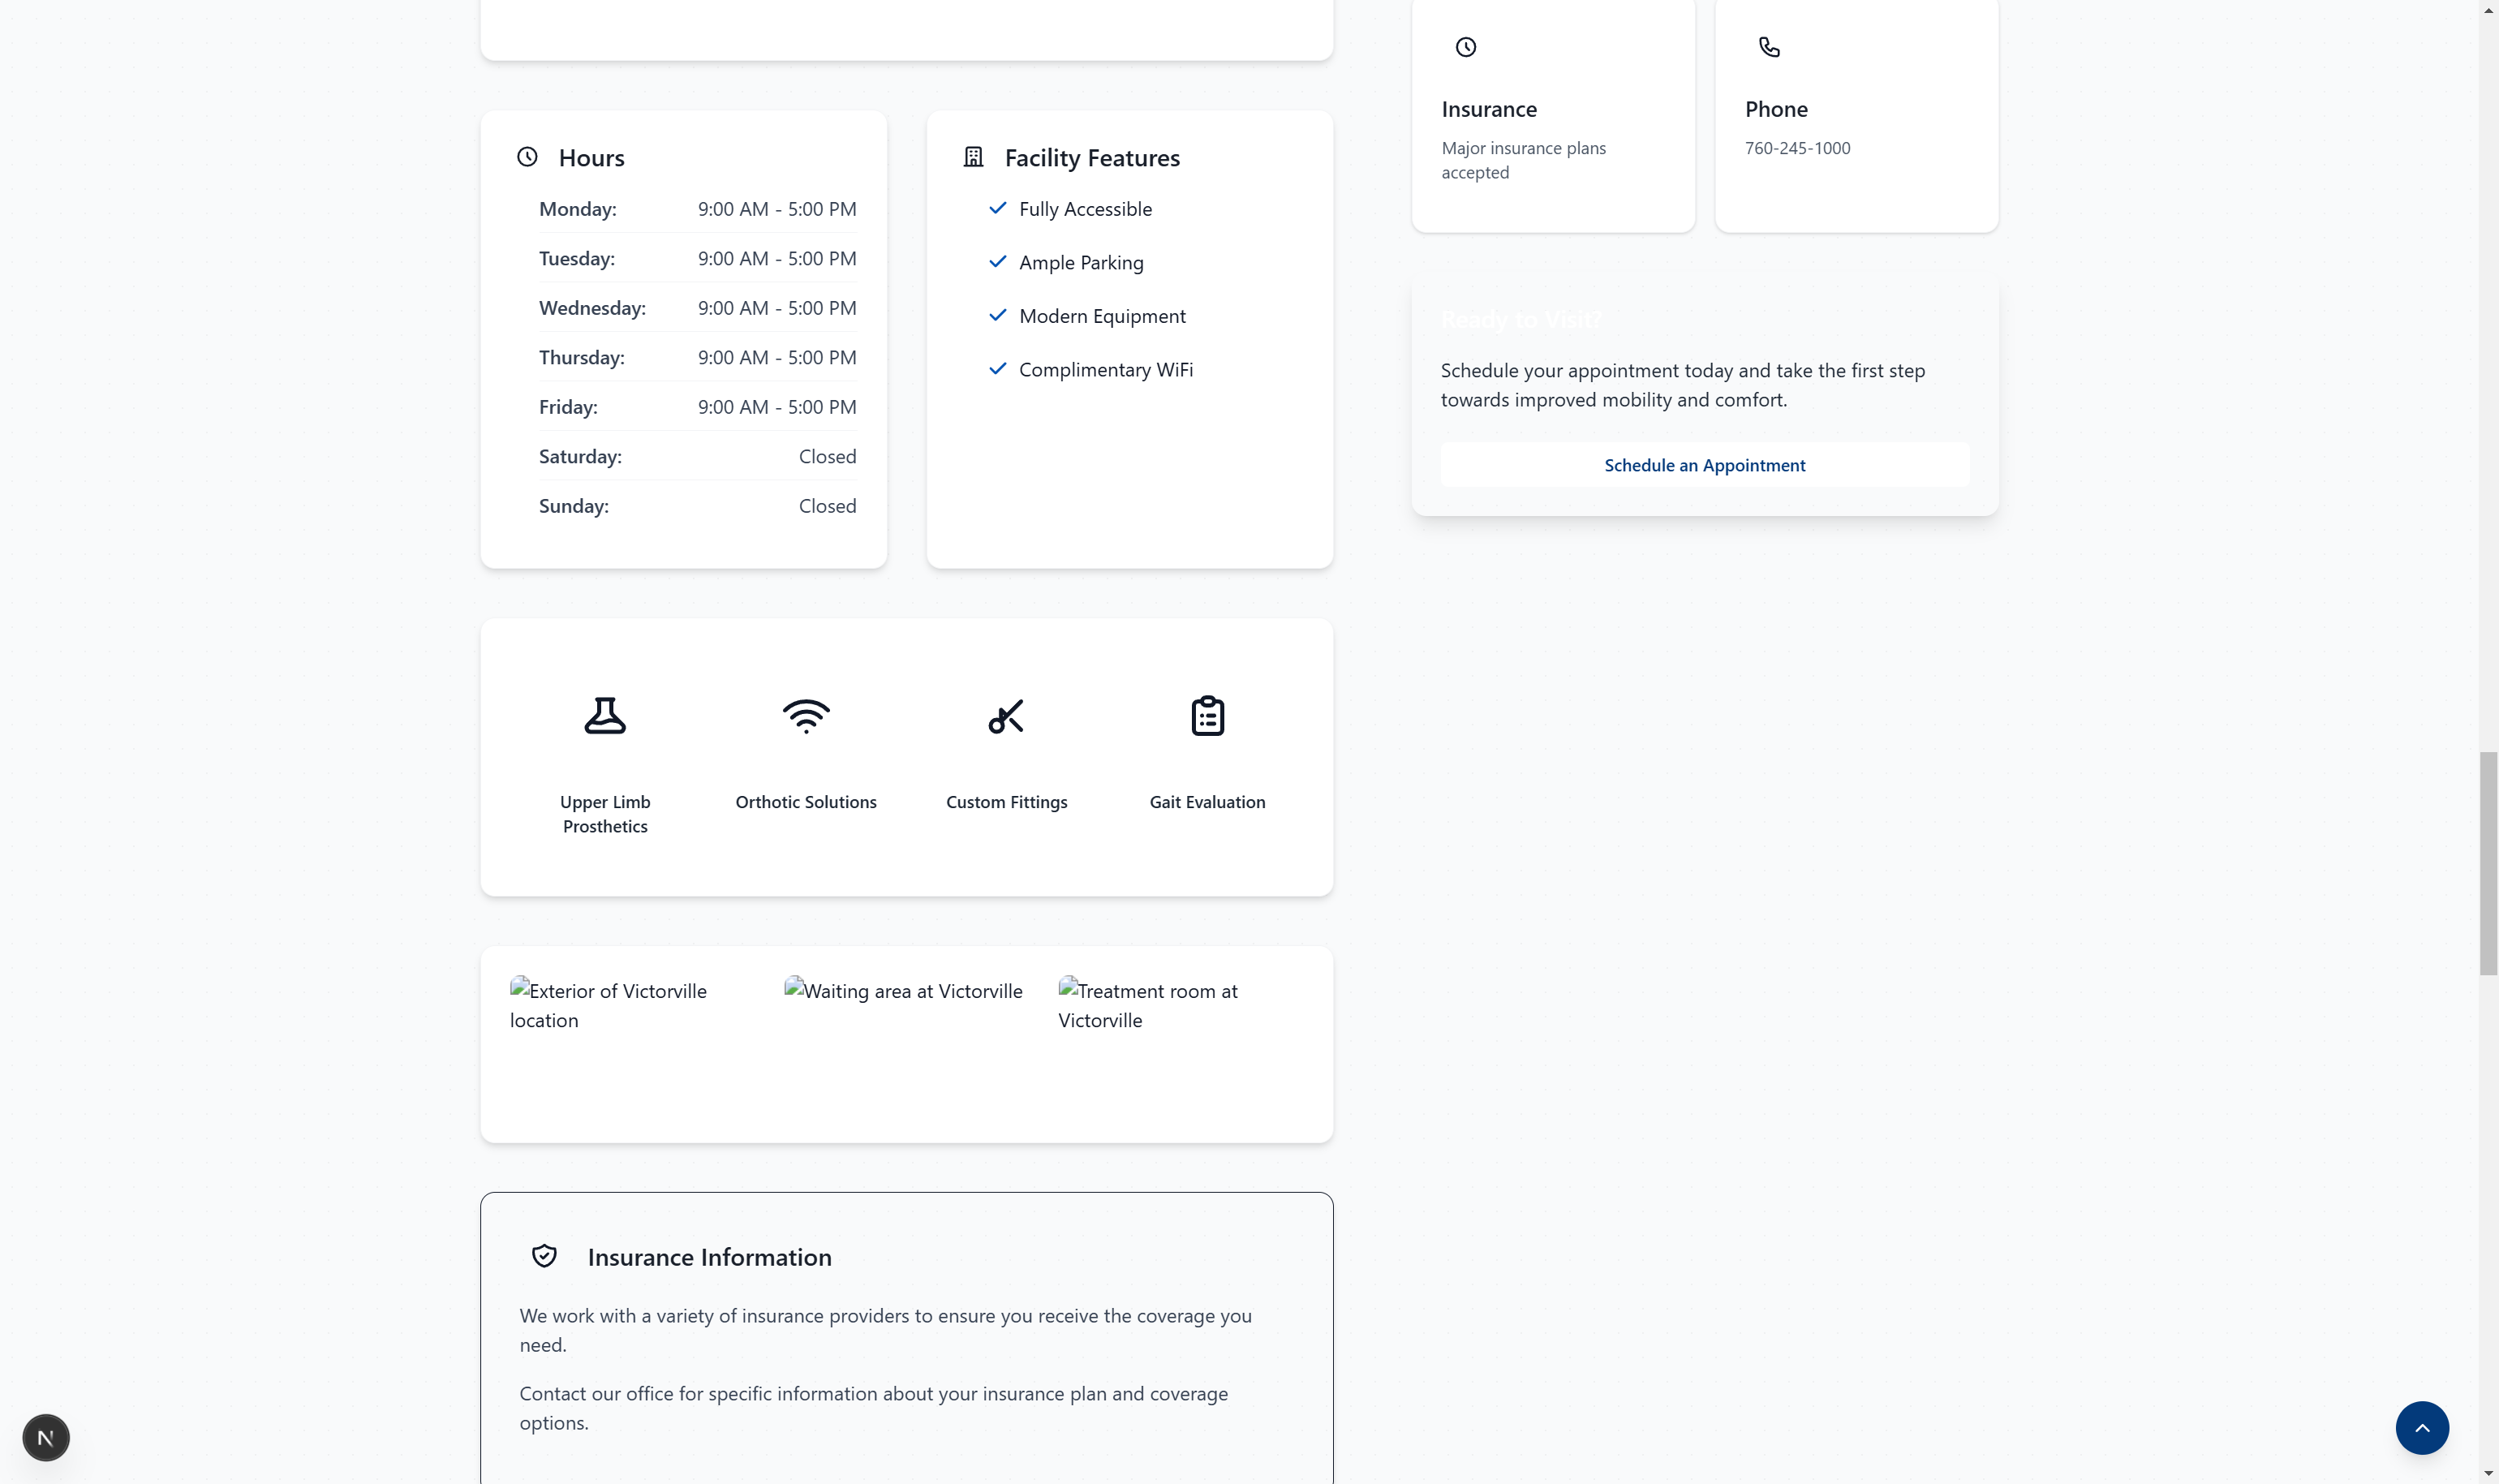 Hours
Monday: 9:00 AM - 5:00 PM
Tuesday: 9:00 AM - 5:00 PM
Wednesday: 9:00 AM - 5:00 PM
Thursday: 9:00 AM - 5:00 PM
Friday: 9:00 AM - 5:00 PM
Saturday: Closed
Sunday: Closed
Facility Features
Fully Accessible
Ample Parking
Modern Equipment
Complimentary WiFi
Upper Limb
Prosthetics
Orthotic Solutions
Custom Fittings
Gait Evaluation
Exterior of Victorville
location
Waiting area at Victorville
Treatment room at
Victorville
Insurance Information
We work with a variety of insurance providers to ensure you receive the coverage you
need.
Contact our office for specific information about your insurance plan and coverage
options.
Insurance
Major insurance plans
accepted
Phone
760-245-1000
Ready to Visit?
Schedule your appointment today and take the first step
towards improved mobility and comfort.
Schedule an Appointment
N